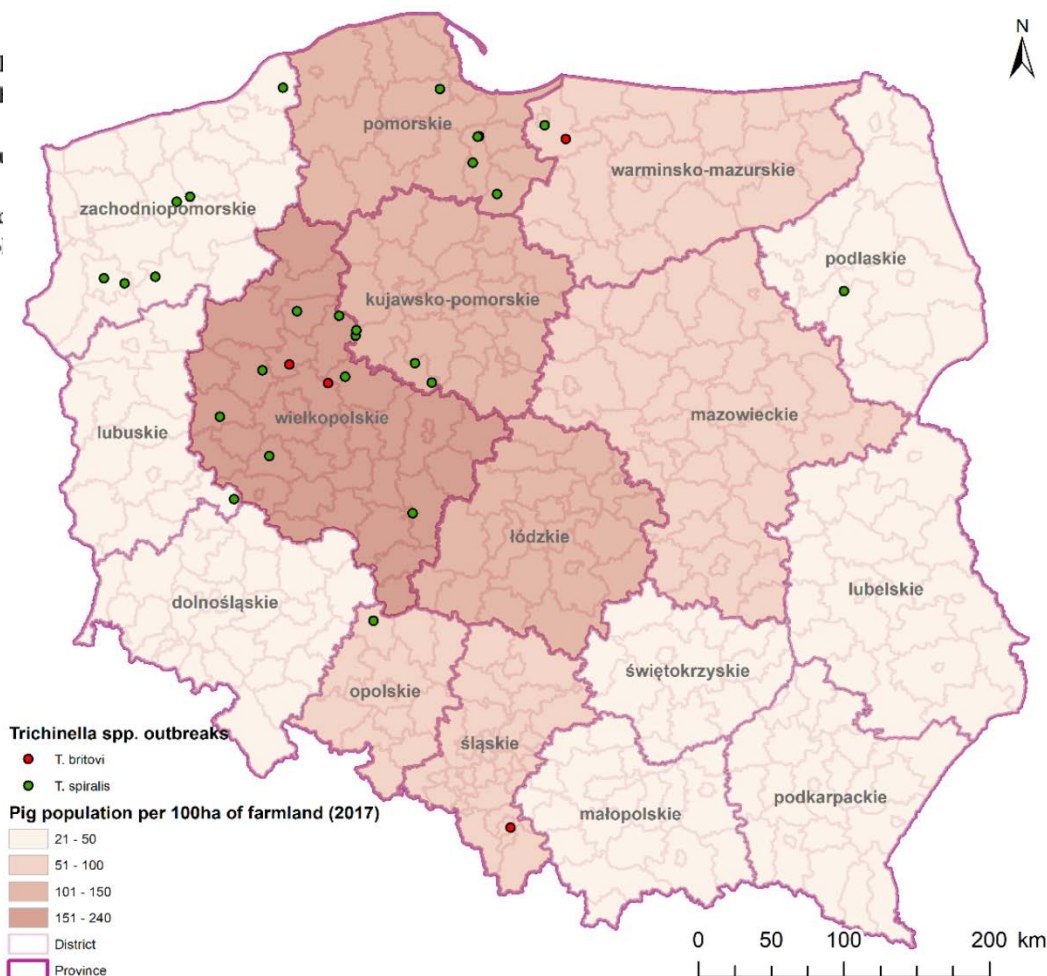 N
pomorskie
warminsko-mazurskie
zachodniopomorskie
podlaskie
kujawsko-pomorskie
mazowieckie
wielkopolskie
lubuskie
łódzkie
lubelskie
dolnośląskie
świętokrzyskie
opolskie
śląskie
małopolskie
podkarpackie
Trichinella spp. outbreaks
T. britovi
T. spiralis
Pig population per 100ha of farmland (2017)
21 - 50
51 - 100
101 - 150
151 - 240
District
Province
0 50 100 200 km